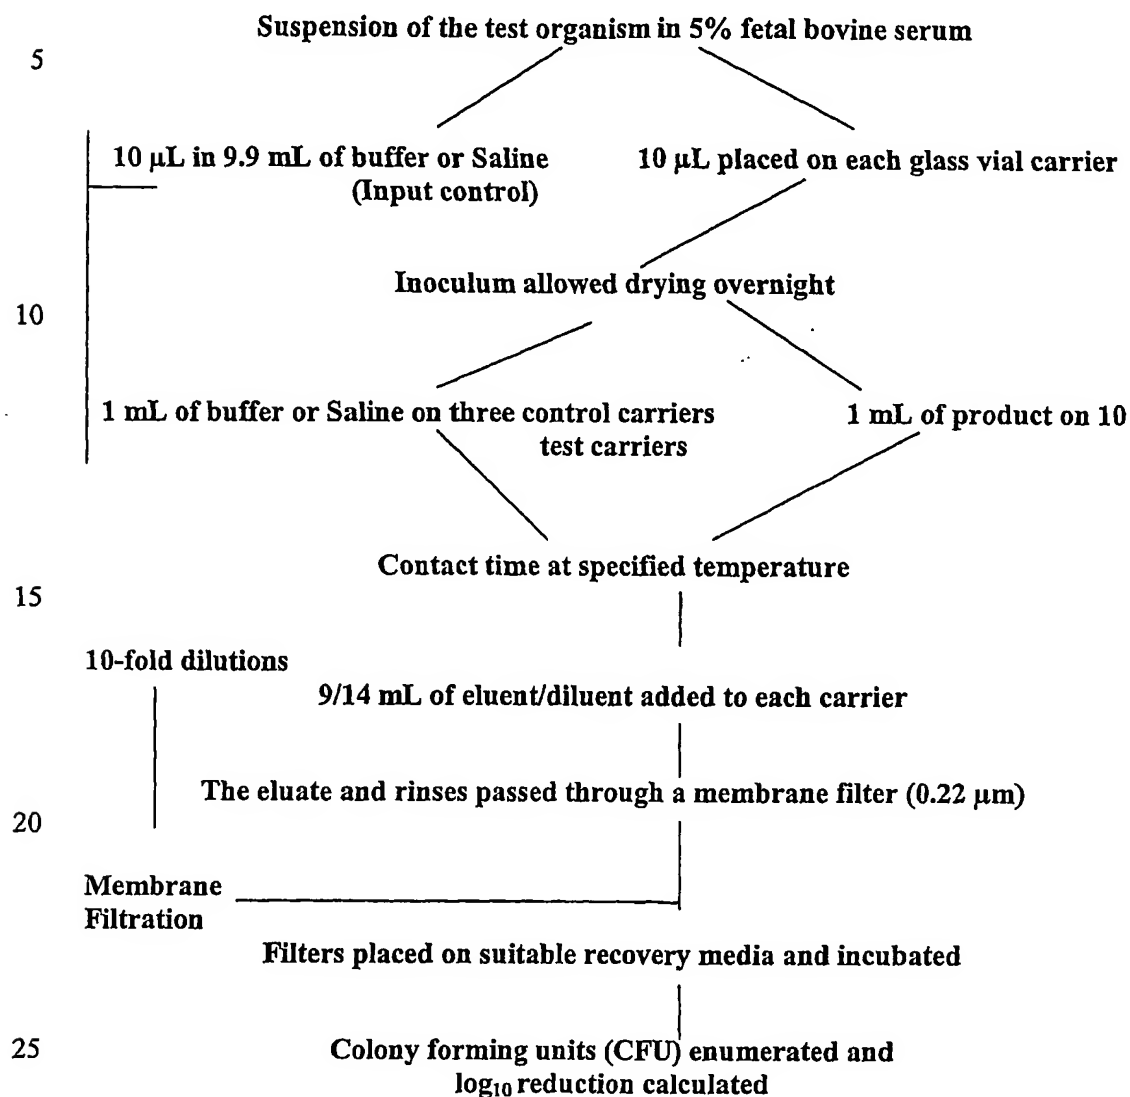 Suspension of the test organism in 5% fetal bovine serum
5
10 µL in 9.9 mL of buffer or Saline
(Input control)
10 µL placed on each glass vial carrier
Inoculum allowed drying overnight
10
1 mL of buffer or Saline on three control carriers
1 mL of product on 10
test carriers
Contact time at specified temperature
15
10-fold dilutions
9/14 mL of eluent/diluent added to each carrier
The eluate and rinses passed through a membrane filter (0.22 µm)
20
Membrane
Filtration
Filters placed on suitable recovery media and incubated
25
Colony forming units (CFU) enumerated and
log₁₀ reduction calculated